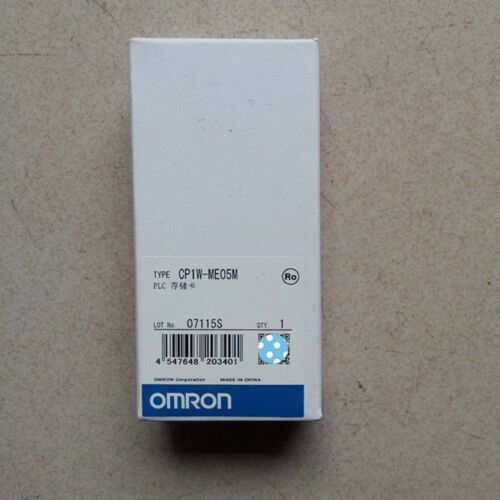 TYPE CP1W-ME05M
PLC 存储卡
Ro
LOT No. 07115S QTY 1
4 547648 203401
OMRON Corporation MADE IN CHINA
OMRON